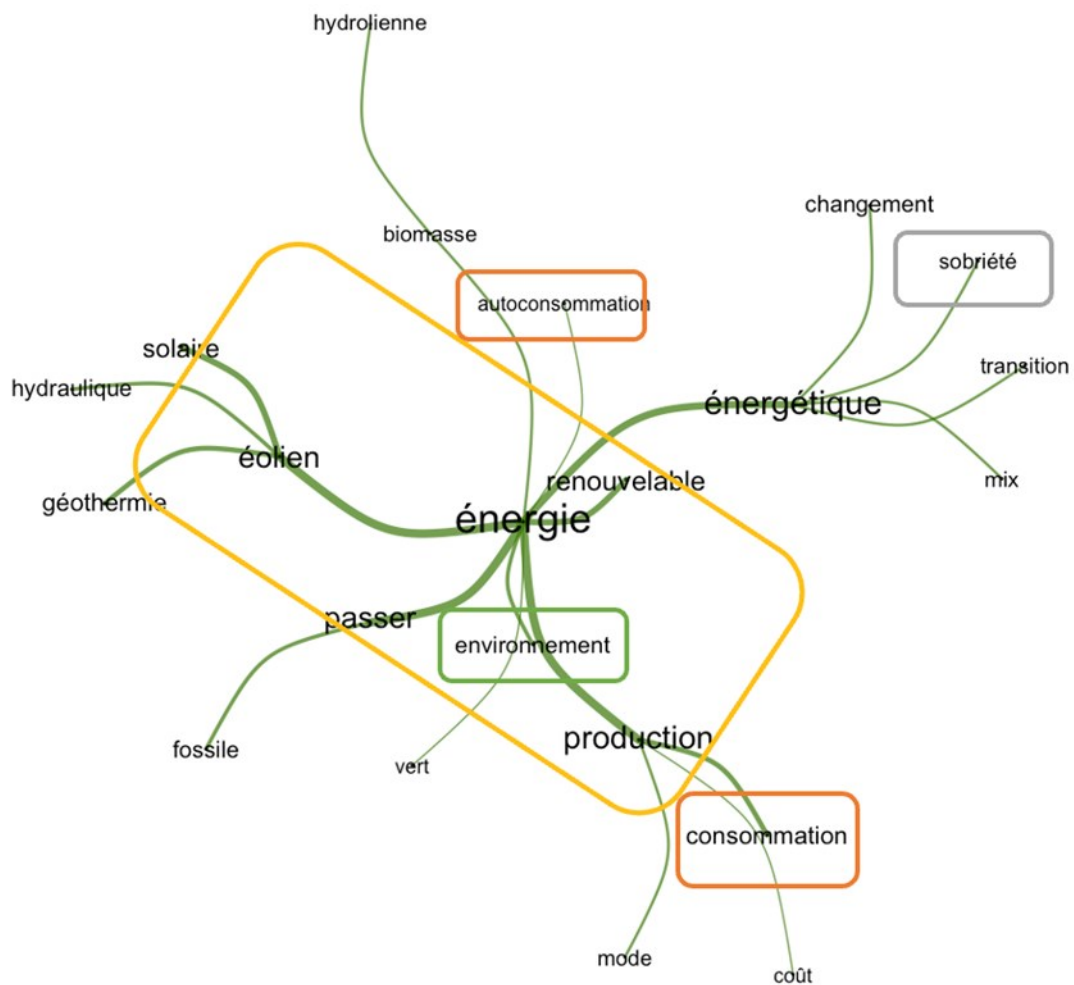 hydrolienne
changement
biomasse
sobriété
autoconsommation
solaire
transition
hydraulique
énergétique
éolien
renouvelable
mix
géothermie
énergie
passer
environnement
production
fossile
vert
consommation
mode
coût